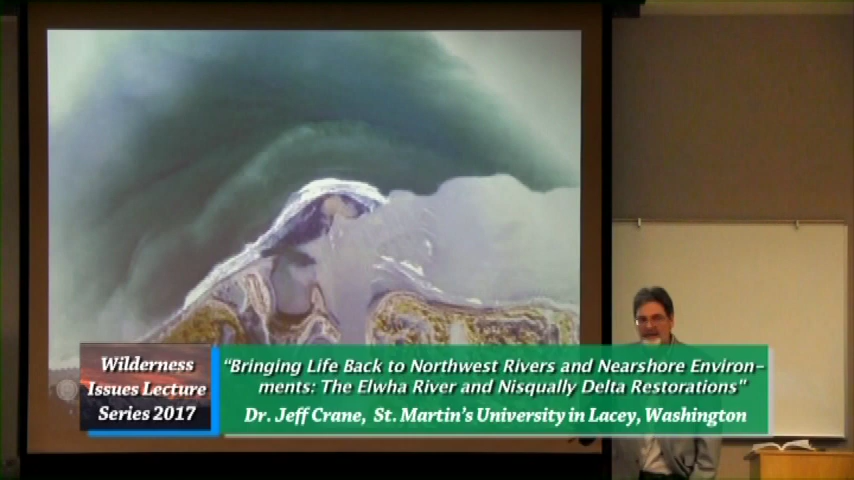 Wilderness
Issues Lecture
Series 2017
“Bringing Life Back to Northwest Rivers and Nearshore Environ-
ments: The Elwha River and Nisqually Delta Restorations"
Dr. Jeff Crane, St. Martin's University in Lacey, Washington